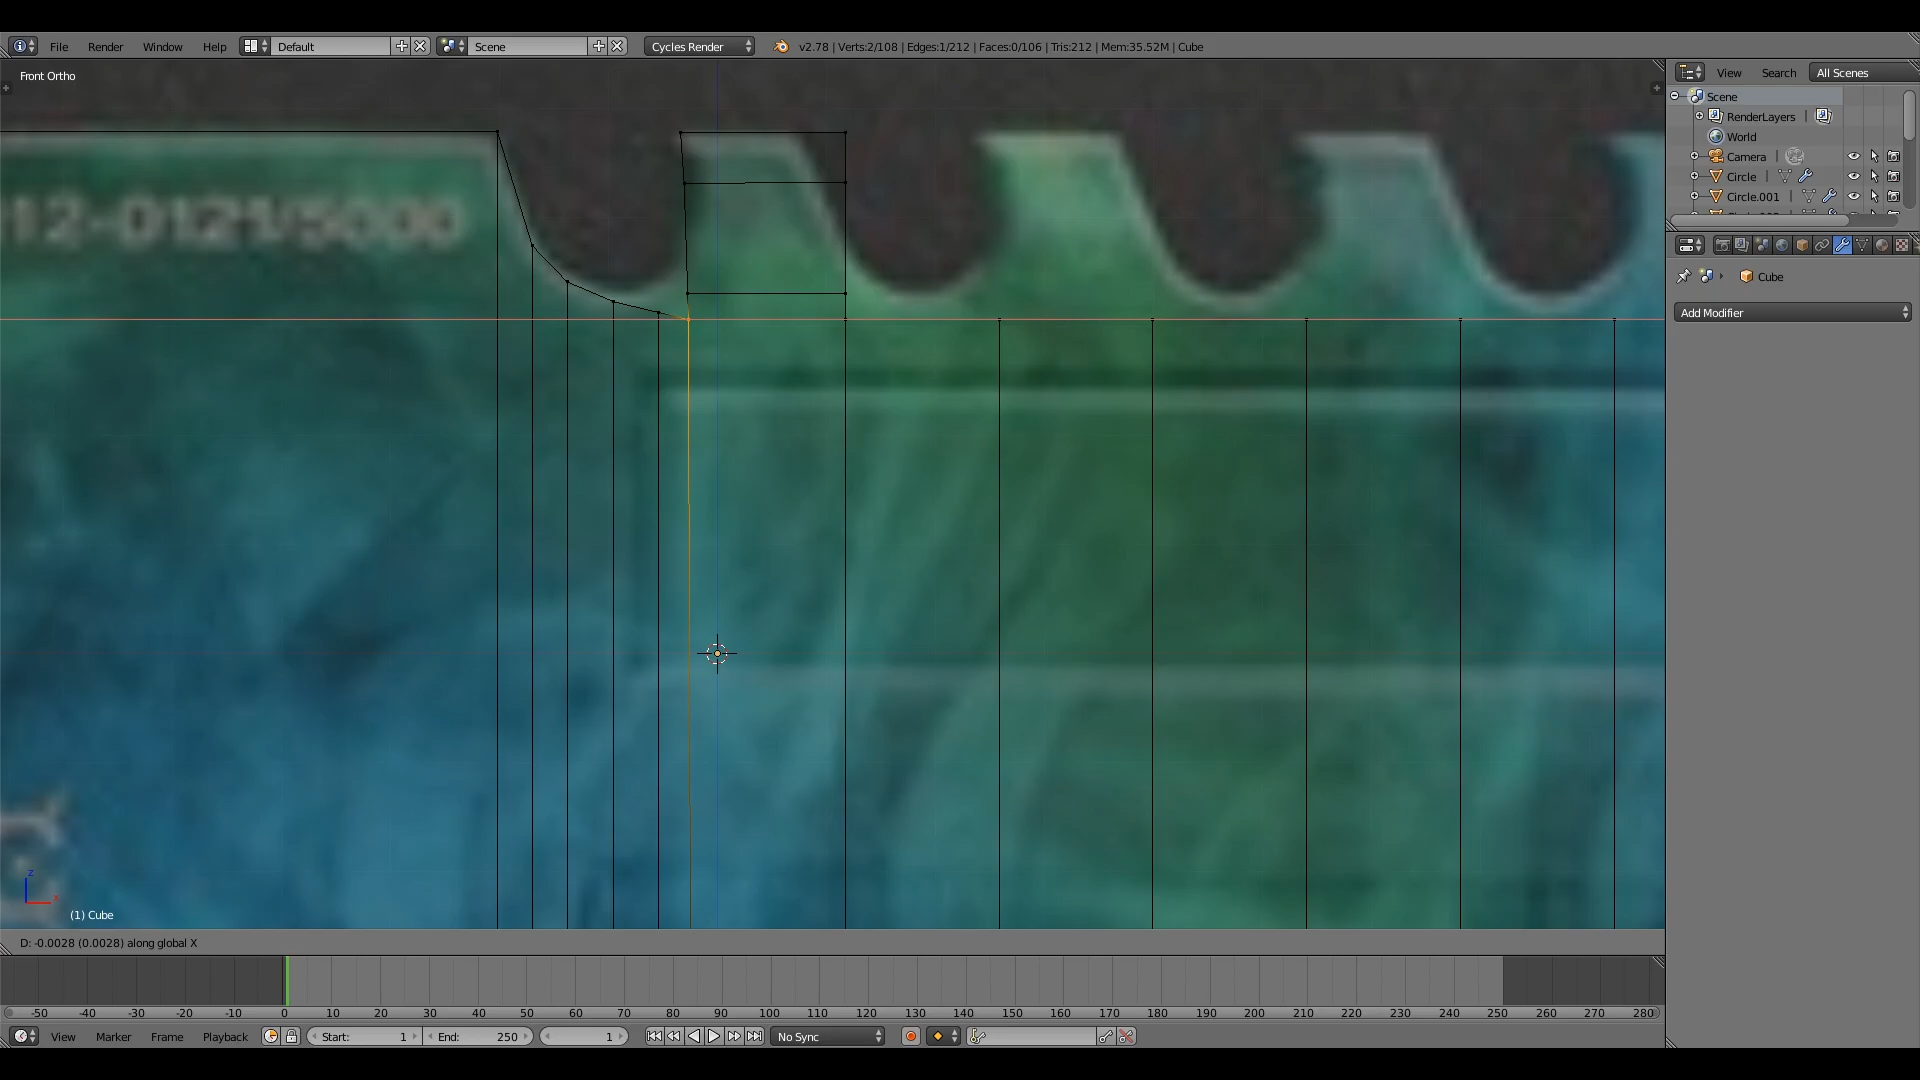 File Render Window Help Default Scene Cycles Render v2.78 | Verts:2/108 | Edges:1/212 | Faces:0/106 | Tris:212 | Mem:35.52M | Cube
Front Ortho
View Search All Scenes
Scene
RenderLayers
World
Camera
Circle
Circle.001
12-0121/5000
Cube
Add Modifier
z
x
(1) Cube
D: -0.0028 (0.0028) along global X
-50 -40 -30 -20 -10 0 10 20 30 40 50 60 70 80 90 100 110 120 130 140 150 160 170 180 190 200 210 220 230 240 250 260 270 280
View Marker Frame Playback Start: 1 End: 250 1 No Sync